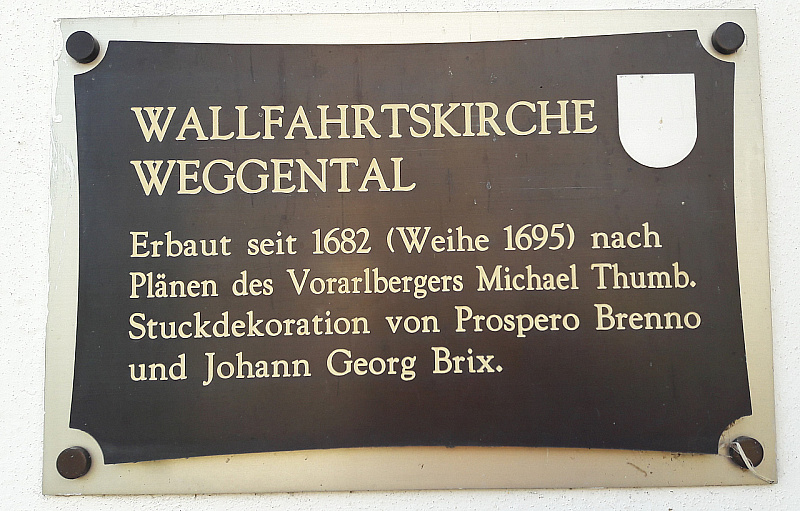 WALLFAHRTSKIRCHE
WEGGENTAL
Erbaut seit 1682 (Weihe 1695) nach
Plänen des Vorarlbergers Michael Thumb.
Stuckdekoration von Prospero Brenno
und Johann Georg Brix.